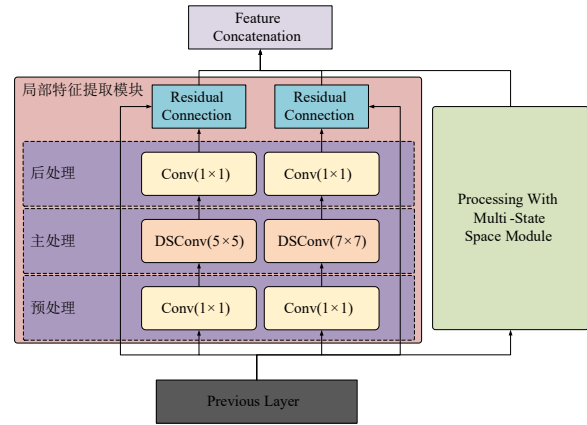 Feature
Concatenation
局部特征提取模块
Residual
Connection
Residual
Connection
后处理
Conv(1×1)
Conv(1×1)
主处理
DSConv(5×5)
DSConv(7×7)
预处理
Conv(1×1)
Conv(1×1)
Processing With
Multi -State
Space Module
Previous Layer